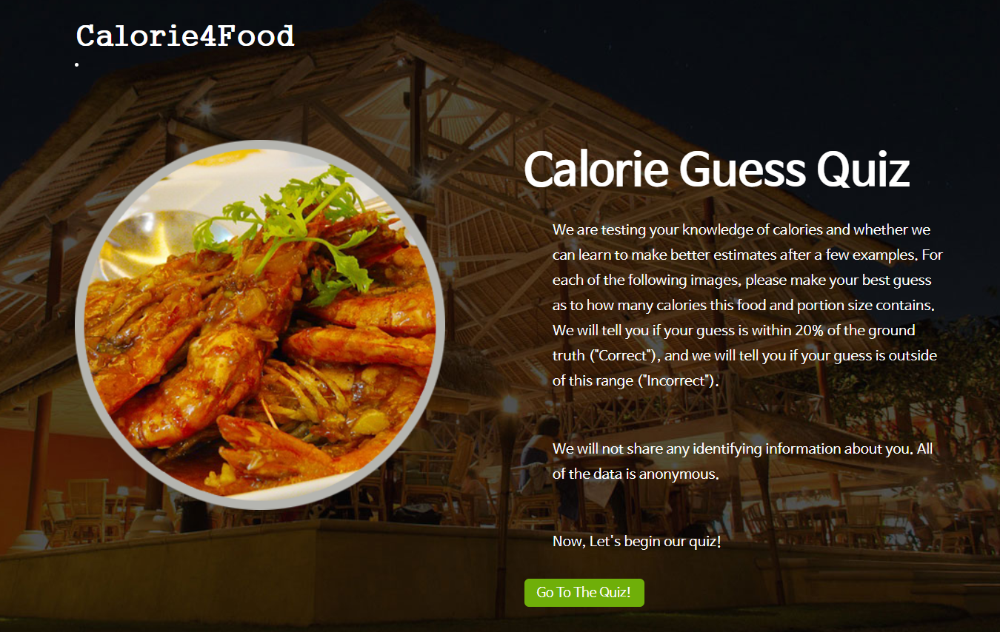 Calorie4Food
Calorie Guess Quiz
We are testing your knowledge of calories and whether we
can learn to make better estimates after a few examples. For
each of the following images, please make your best guess
as to how many calories this food and portion size contains.
We will tell you if your guess is within 20% of the ground
truth ("Correct"), and we will tell you if your guess is outside
of this range ("Incorrect").
We will not share any identifying information about you. All
of the data is anonymous.
Now, Let's begin our quiz!
Go To The Quiz!